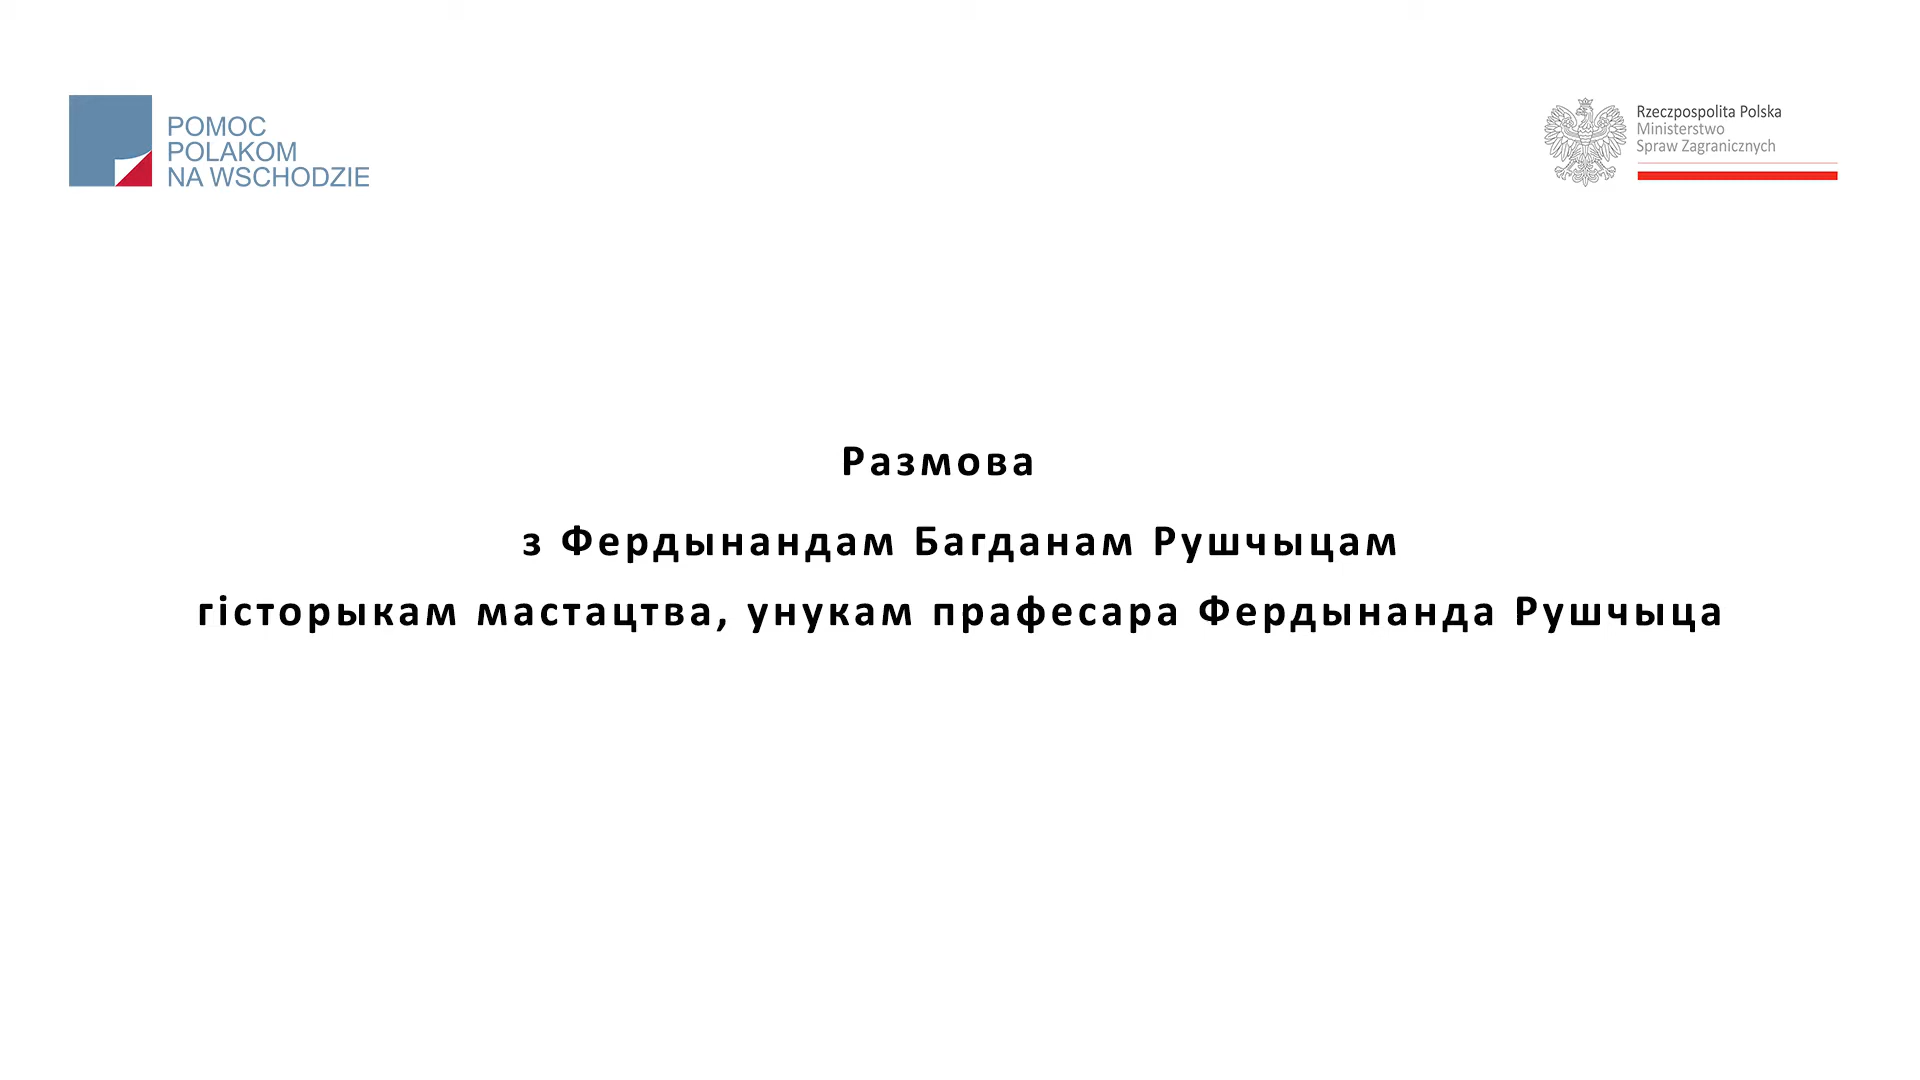 POMOC
POLAKOM
NA WSCHODZIE
Rzeczpospolita Polska
Ministerstwo
Spraw Zagranicznych
Размова
з Фердынандам Багданам Рушчыцам
гісторыкам мастацтва, унукам прафесара Фердынанда Рушчыца